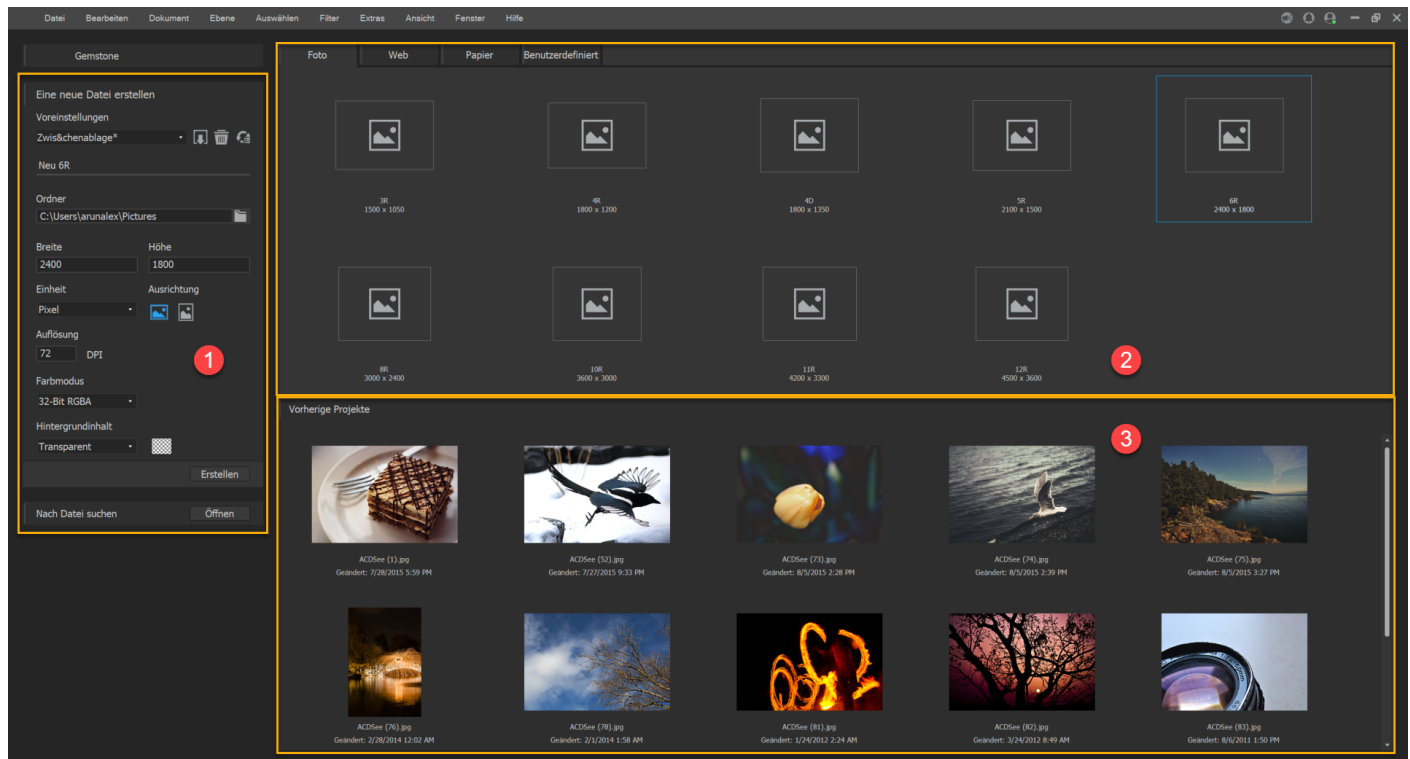 Datei Bearbeiten Dokument Ebene Auswählen Filter Extras Ansicht Fenster Hilfe
Gemstone
Eine neue Datei erstellen
Voreinstellungen
Zwis&chenablage*
Neu 6R
Ordner
C:\Users\arunalex\Pictures
Breite Höhe
2400 1800
Einheit Ausrichtung
Pixel
Auflösung
72 DPI
1
Farbmodus
32-Bit RGBA
Hintergrundinhalt
Transparent
Erstellen
Nach Datei suchen Öffnen
Foto Web Papier Benutzerdefiniert
3R 4R 4D 5R 6R
1500 x 1050 1800 x 1200 1800 x 1350 2100 x 1500 2400 x 1800
8R 10R 11R 12R
3000 x 2400 3600 x 3000 4200 x 3300 4500 x 3600
2
Vorherige Projekte
3
ACDSee (1).jpg ACDSee (52).jpg ACDSee (73).jpg ACDSee (74).jpg ACDSee (75).jpg
Geändert: 7/28/2015 5:59 PM Geändert: 7/27/2015 9:33 PM Geändert: 8/5/2015 2:28 PM Geändert: 8/5/2015 2:39 PM Geändert: 8/5/2015 3:27 PM
ACDSee (76).jpg ACDSee (78).jpg ACDSee (81).jpg ACDSee (82).jpg ACDSee (83).jpg
Geändert: 2/28/2014 12:02 AM Geändert: 2/1/2014 1:58 AM Geändert: 1/24/2012 2:24 AM Geändert: 3/24/2012 8:49 AM Geändert: 8/6/2011 1:50 PM